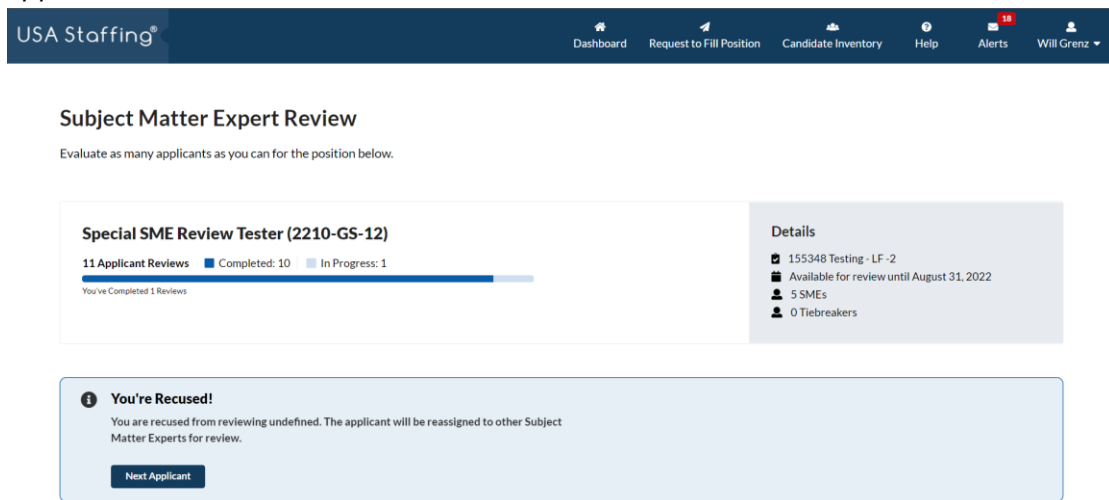 USA Staffing®
Dashboard
Request to Fill Position
Candidate Inventory
Help
18
Alerts
Will Grenz
Subject Matter Expert Review
Evaluate as many applicants as you can for the position below.
Special SME Review Tester (2210-GS-12)
11 Applicant Reviews Completed: 10 In Progress: 1
You've Completed 1 Reviews
Details
155348 Testing - LF -2
Available for review until August 31, 2022
5 SMEs
0 Tiebreakers
You're Recused!
You are recused from reviewing undefined. The applicant will be reassigned to other Subject
Matter Experts for review.
Next Applicant